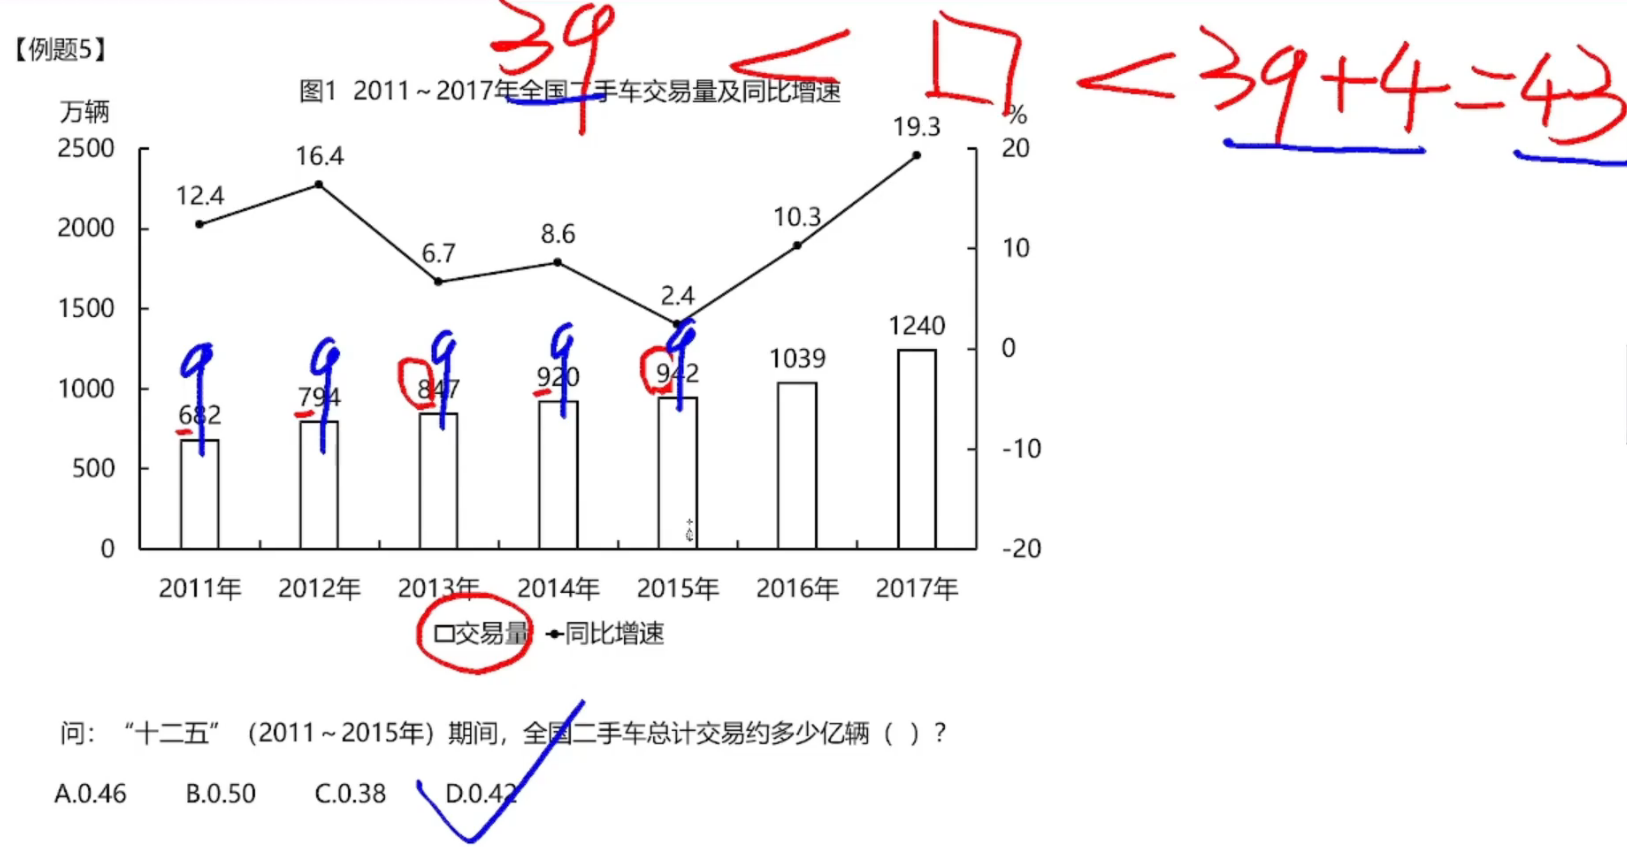 39 < □ < 39+4=43
【例题5】
图1 2011～2017年全国二手车交易量及同比增速
万辆
%
2500
2000
1500
1000
500
0
20
10
0
-10
-20
12.4
16.4
6.7
8.6
2.4
10.3
19.3
9 9 9 9 9
682
794
847
920
942
1039
1240
2011年 2012年 2013年 2014年 2015年 2016年 2017年
交易量 同比增速
问：“十二五”（2011～2015年）期间，全国二手车总计交易约多少亿辆（ ）？
A.0.46 B.0.50 C.0.38 D.0.42